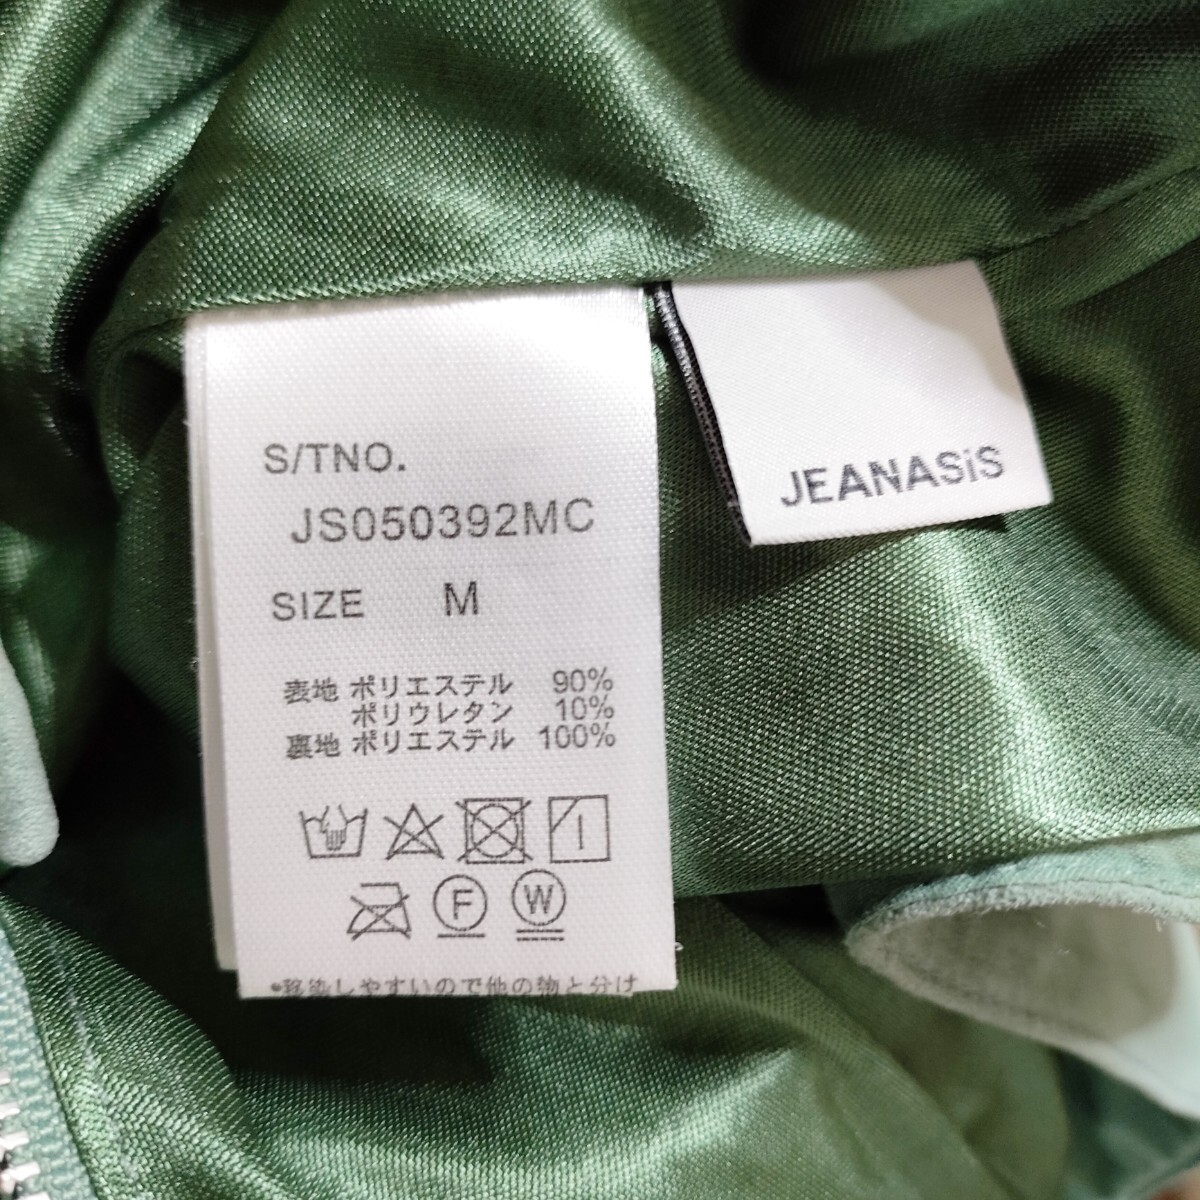 S/TNO.
JS050392MC
SIZE M
表地 ポリエステル 90%
ポリウレタン 10%
裏地 ポリエステル 100%
F W
•移染しやすいので他の物と分け
JEANASiS